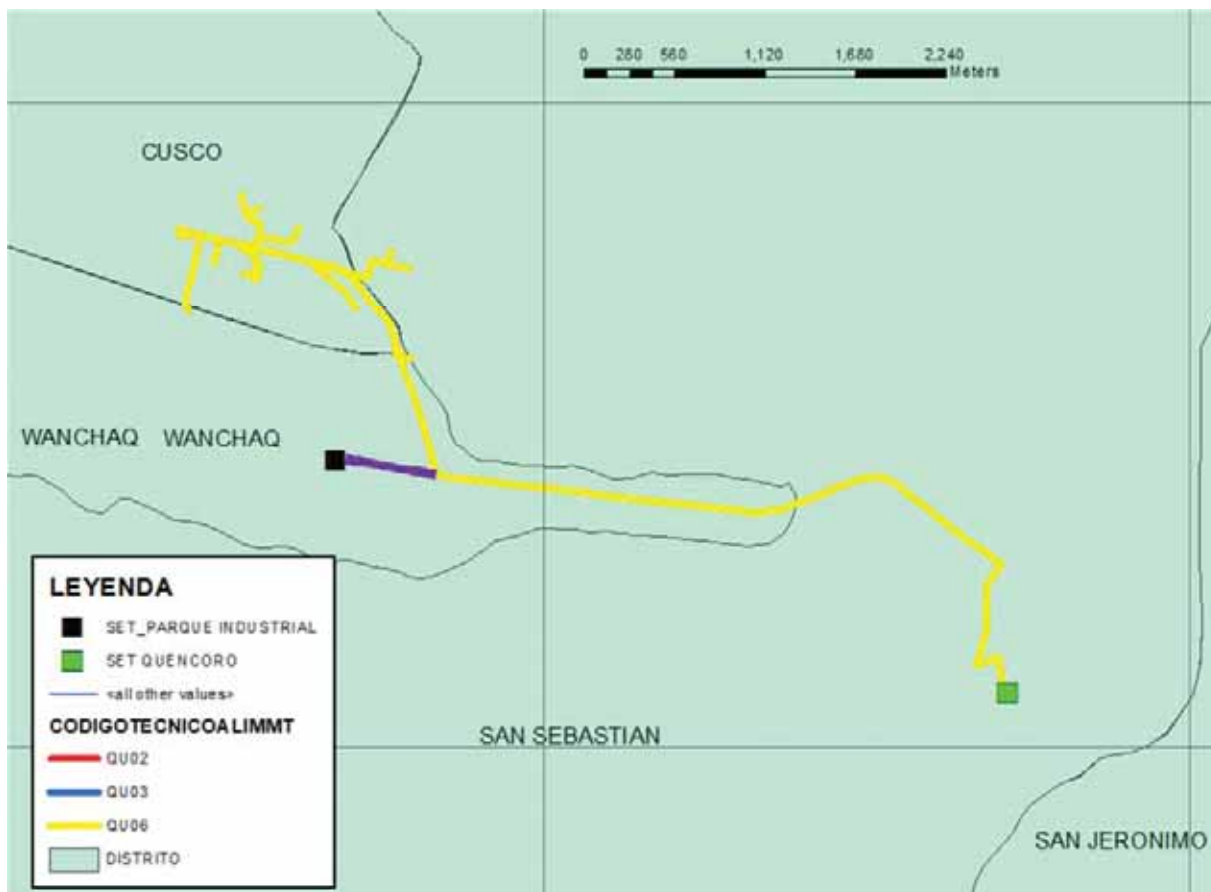 0 280 560 1,120 1,680 2,240
Meters
CUSCO
WANCHAQ WANCHAQ
SAN SEBASTIAN
SAN JERONIMO
LEYENDA
SET_PARQUE INDUSTRIAL
SET QUENCORO
<all other values>
CODIGOTECNICOALIMMT
QU02
QU03
QU06
DISTRITO